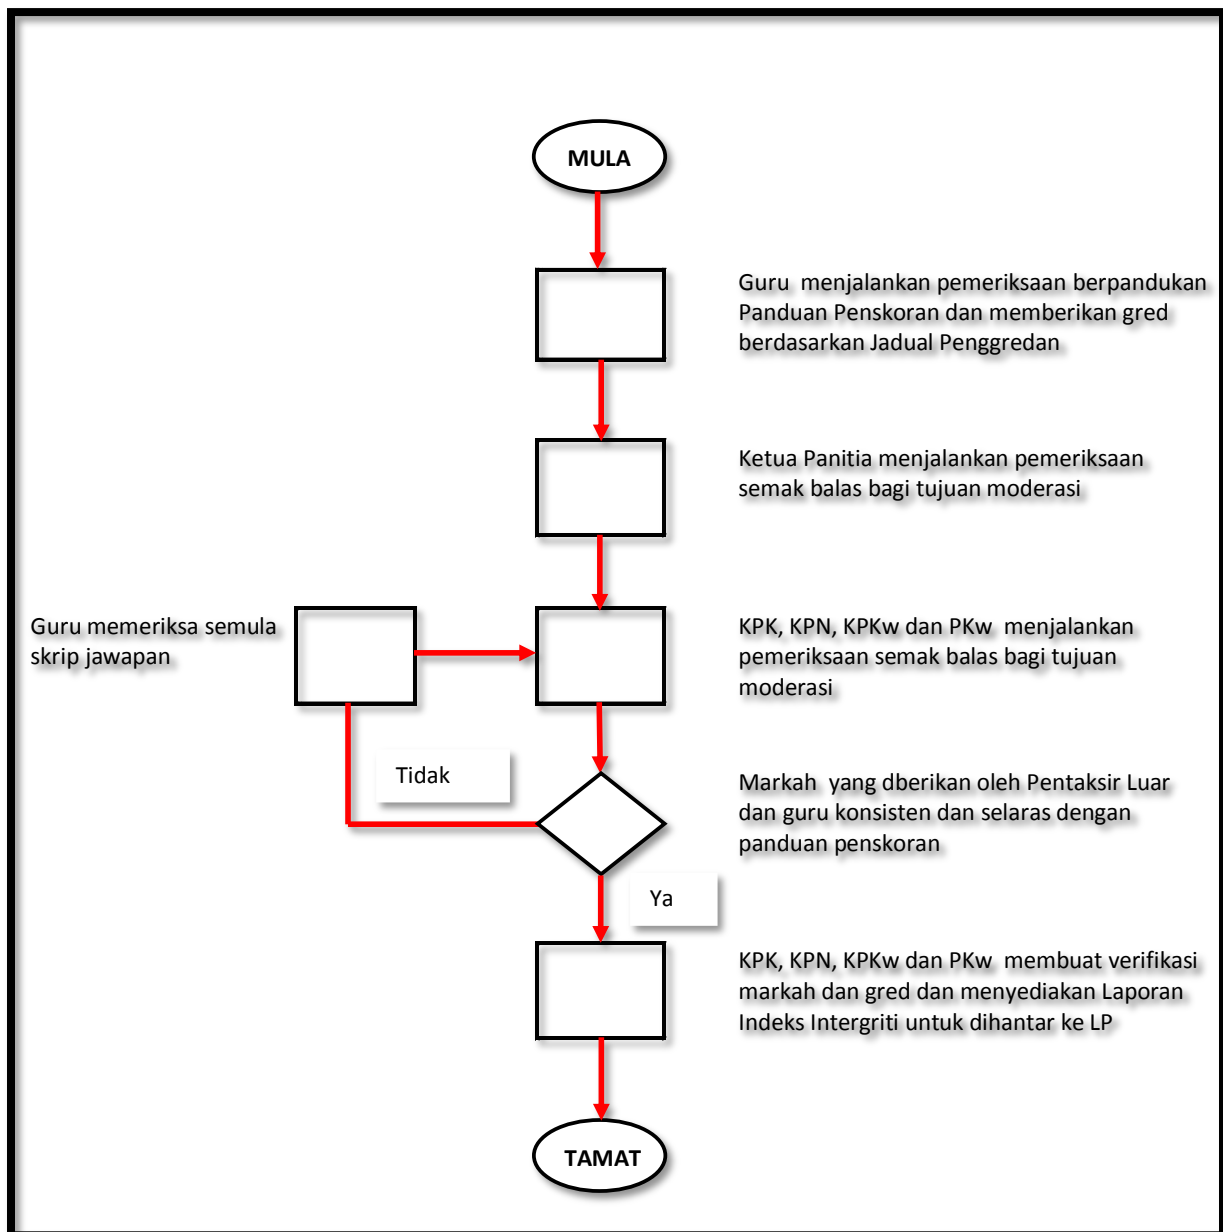 MULA
Guru menjalankan pemeriksaan berpandukan
Panduan Penskoran dan memberikan gred
berdasarkan Jadual Penggredan
Ketua Panitia menjalankan pemeriksaan
semak balas bagi tujuan moderasi
Guru memeriksa semula
skrip jawapan
KPK, KPN, KPKw dan PKw menjalankan
pemeriksaan semak balas bagi tujuan
moderasi
Tidak
Markah yang dberikan oleh Pentaksir Luar
dan guru konsisten dan selaras dengan
panduan penskoran
Ya
KPK, KPN, KPKw dan PKw membuat verifikasi
markah dan gred dan menyediakan Laporan
Indeks Intergriti untuk dihantar ke LP
TAMAT